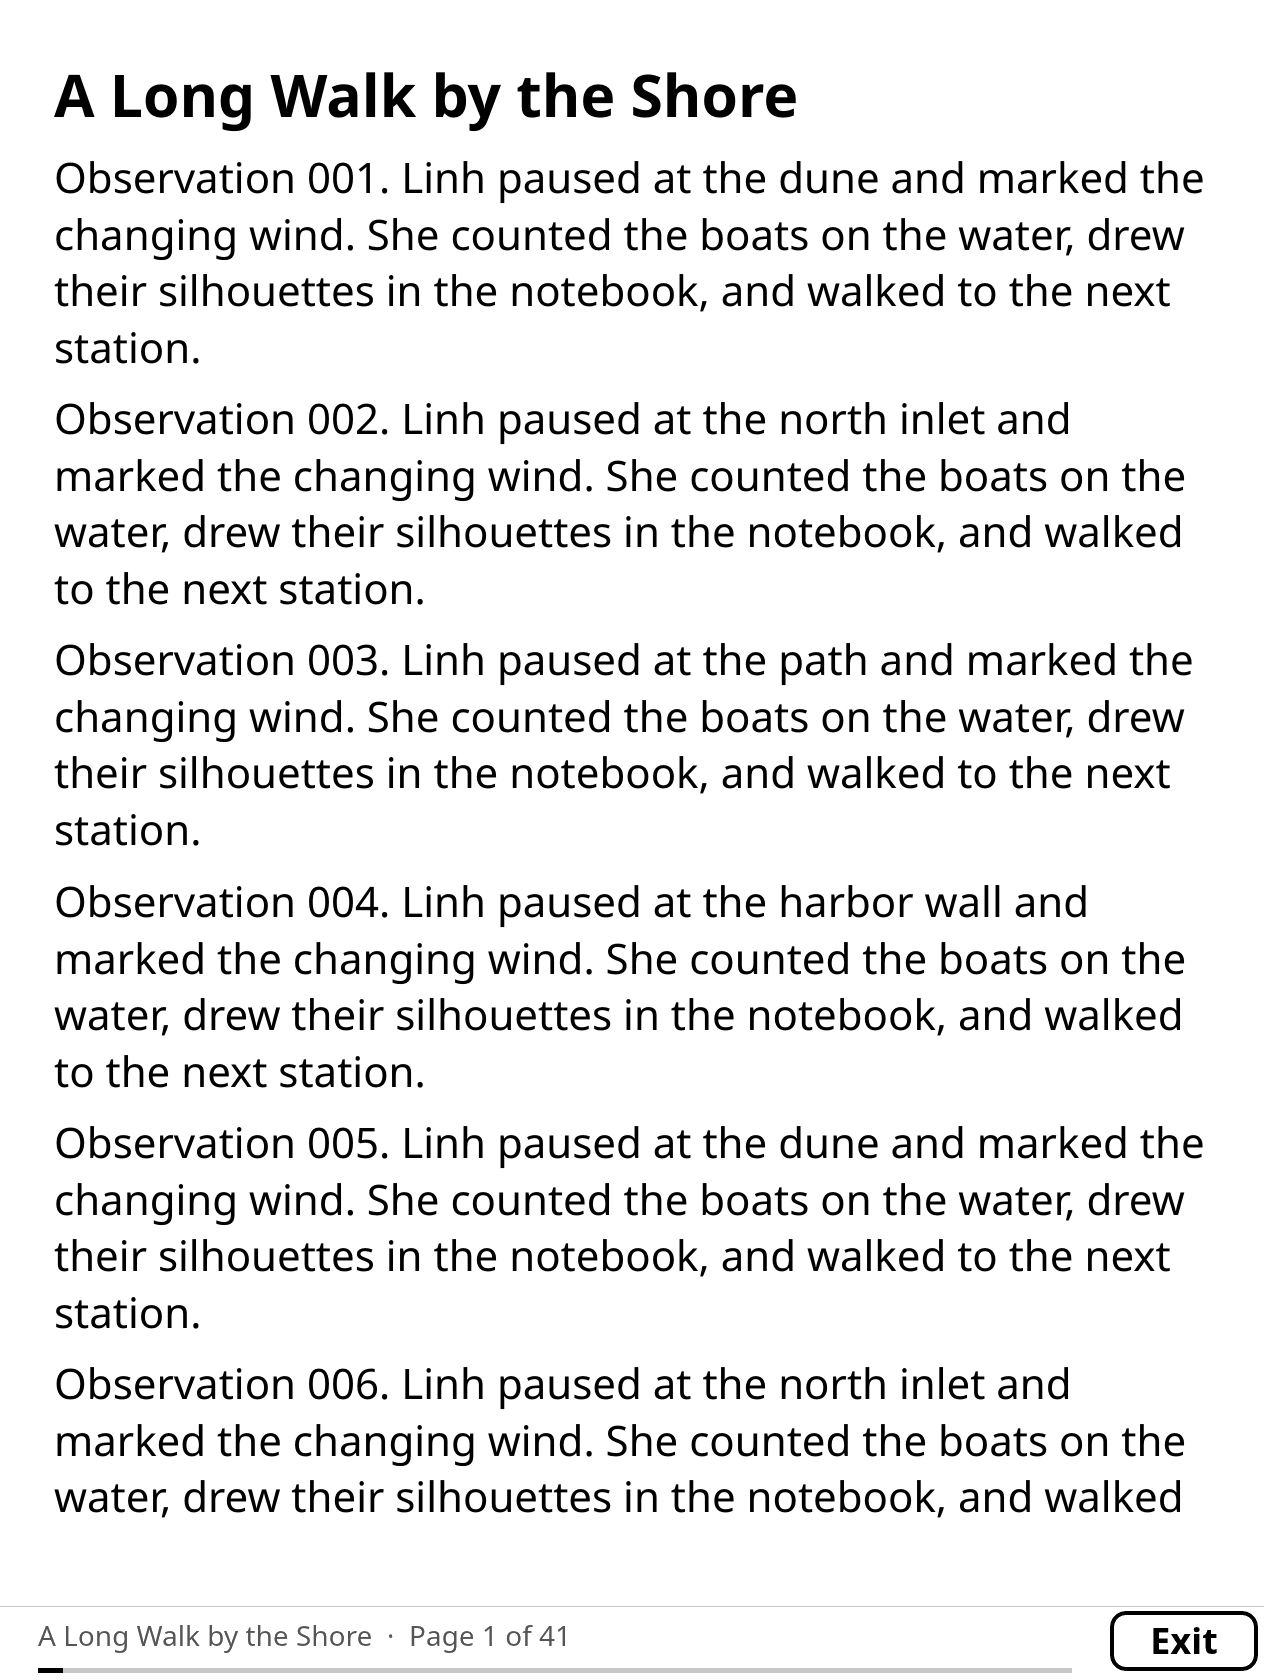 A Long Walk by the Shore
Observation 001. Linh paused at the dune and marked the
changing wind. She counted the boats on the water, drew
their silhouettes in the notebook, and walked to the next
station.
Observation 002. Linh paused at the north inlet and
marked the changing wind. She counted the boats on the
water, drew their silhouettes in the notebook, and walked
to the next station.
Observation 003. Linh paused at the path and marked the
changing wind. She counted the boats on the water, drew
their silhouettes in the notebook, and walked to the next
station.
Observation 004. Linh paused at the harbor wall and
marked the changing wind. She counted the boats on the
water, drew their silhouettes in the notebook, and walked
to the next station.
Observation 005. Linh paused at the dune and marked the
changing wind. She counted the boats on the water, drew
their silhouettes in the notebook, and walked to the next
station.
Observation 006. Linh paused at the north inlet and
marked the changing wind. She counted the boats on the
water, drew their silhouettes in the notebook, and walked
A Long Walk by the Shore · Page 1 of 41
Exit